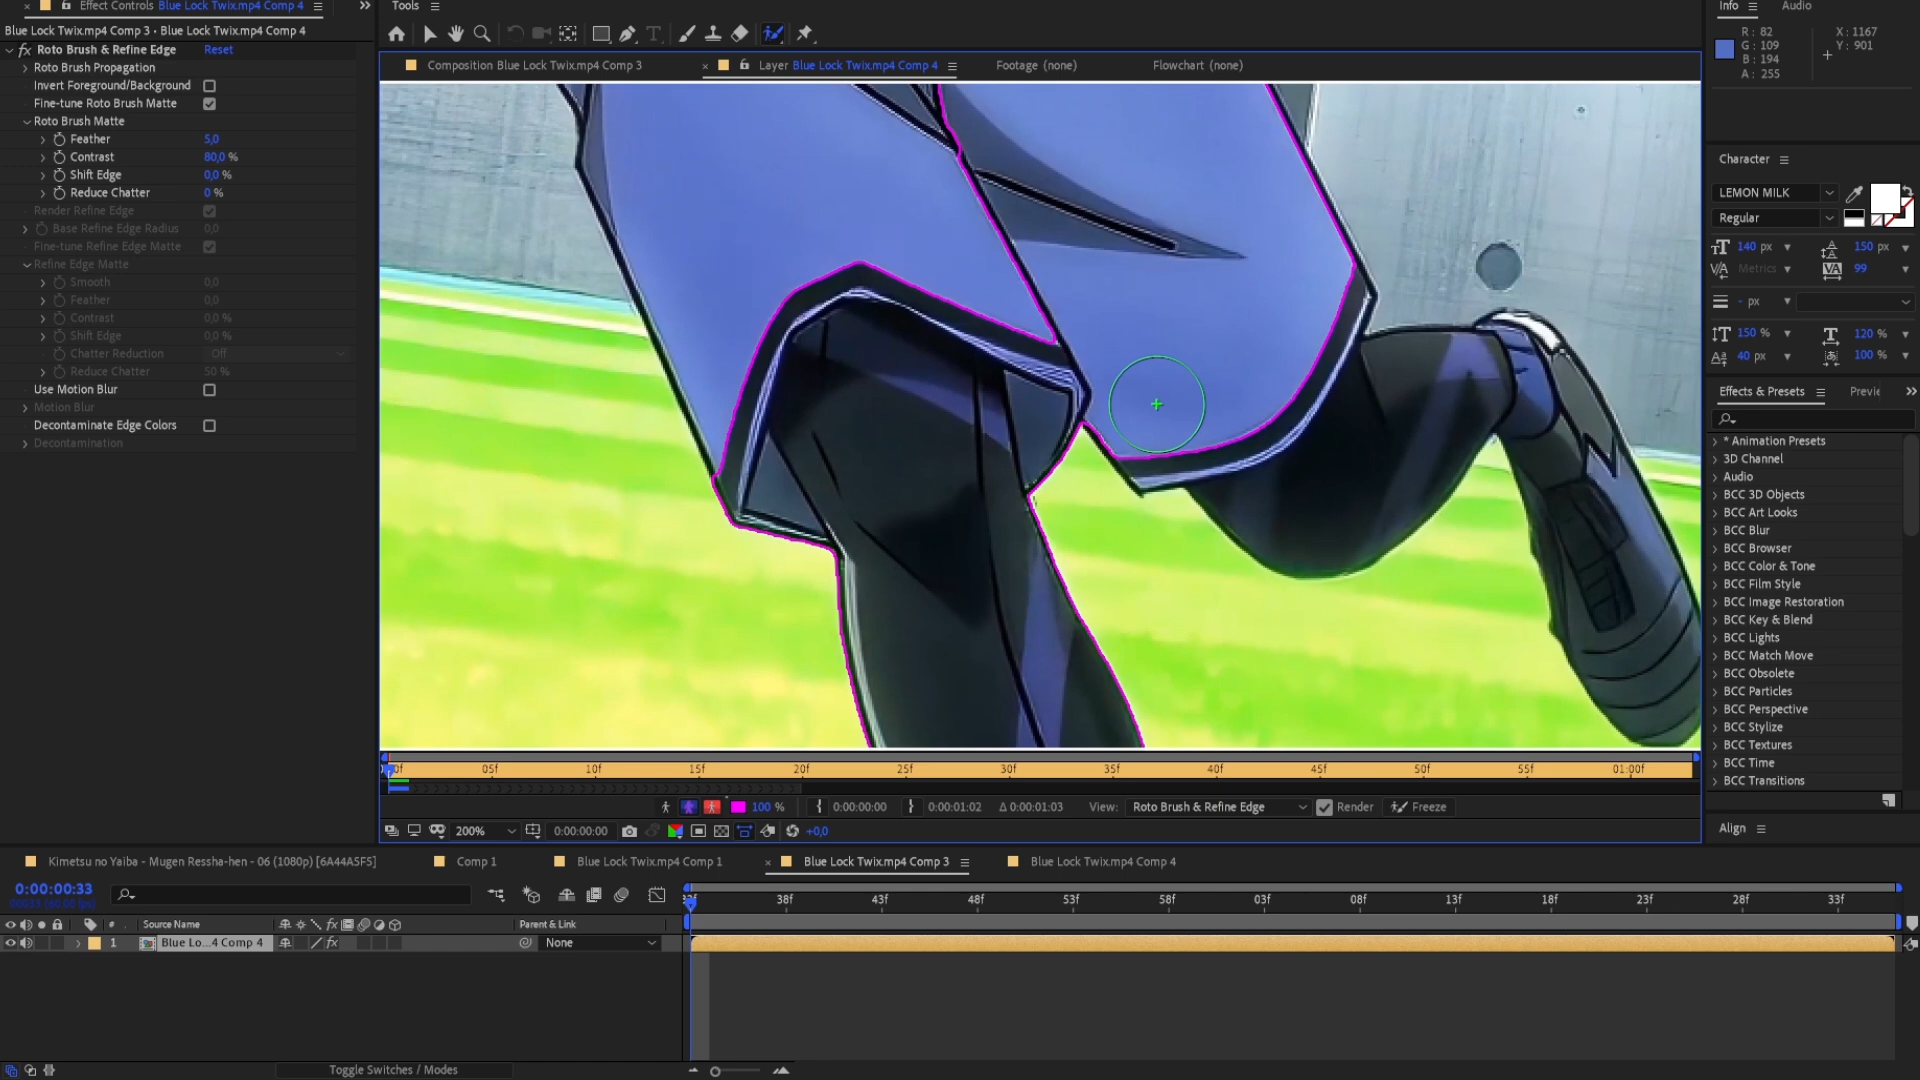 Effect Controls Blue Lock Twix.mp4 Comp 4
Tools
Info
Audio
Blue Lock Twix.mp4 Comp 3 · Blue Lock Twix.mp4 Comp 4
Roto Brush & Refine Edge
Reset
Roto Brush Propagation
Invert Foreground/Background
Fine-tune Roto Brush Matte
Roto Brush Matte
Feather 5,0
Contrast 80,0 %
Shift Edge 0,0 %
Reduce Chatter 0 %
Render Refine Edge
Base Refine Edge Radius 0,0
Fine-tune Refine Edge Matte
Refine Edge Matte
Smooth 0,0
Feather 0,0
Contrast 0,0 %
Shift Edge 0,0 %
Chatter Reduction Off
Reduce Chatter 50 %
Use Motion Blur
Motion Blur
Decontaminate Edge Colors
Decontamination
Composition Blue Lock Twix.mp4 Comp 3
Layer Blue Lock Twix.mp4 Comp 4
Footage (none)
Flowchart (none)
R: 82
G: 109
B: 194
A: 255
X: 1167
Y: 901
Character
LEMON MILK
Regular
140 px
150 px
Metrics
99
- px
150 %
120 %
40 px
100 %
Effects & Presets
Previe
* Animation Presets
3D Channel
Audio
BCC 3D Objects
BCC Art Looks
BCC Blur
BCC Browser
BCC Color & Tone
BCC Film Style
BCC Image Restoration
BCC Key & Blend
BCC Lights
BCC Match Move
BCC Obsolete
BCC Particles
BCC Perspective
BCC Stylize
BCC Textures
BCC Time
BCC Transitions
Align
05f 10f 15f 20f 25f 30f 35f 40f 45f 50f 55f 01:00f
100 %
0:00:00:00
0:00:01:02
Δ 0:00:01:03
View: Roto Brush & Refine Edge
Render
Freeze
200%
0:00:00:00
+0,0
Kimetsu no Yaiba - Mugen Ressha-hen - 06 (1080p) [6A44A5F5]
Comp 1
Blue Lock Twix.mp4 Comp 1
Blue Lock Twix.mp4 Comp 3
Blue Lock Twix.mp4 Comp 4
0:00:00:33
38f 43f 48f 53f 58f 03f 08f 13f 18f 23f 28f 33f
# Source Name
Parent & Link
1 Blue Lo...4 Comp 4
None
Toggle Switches / Modes